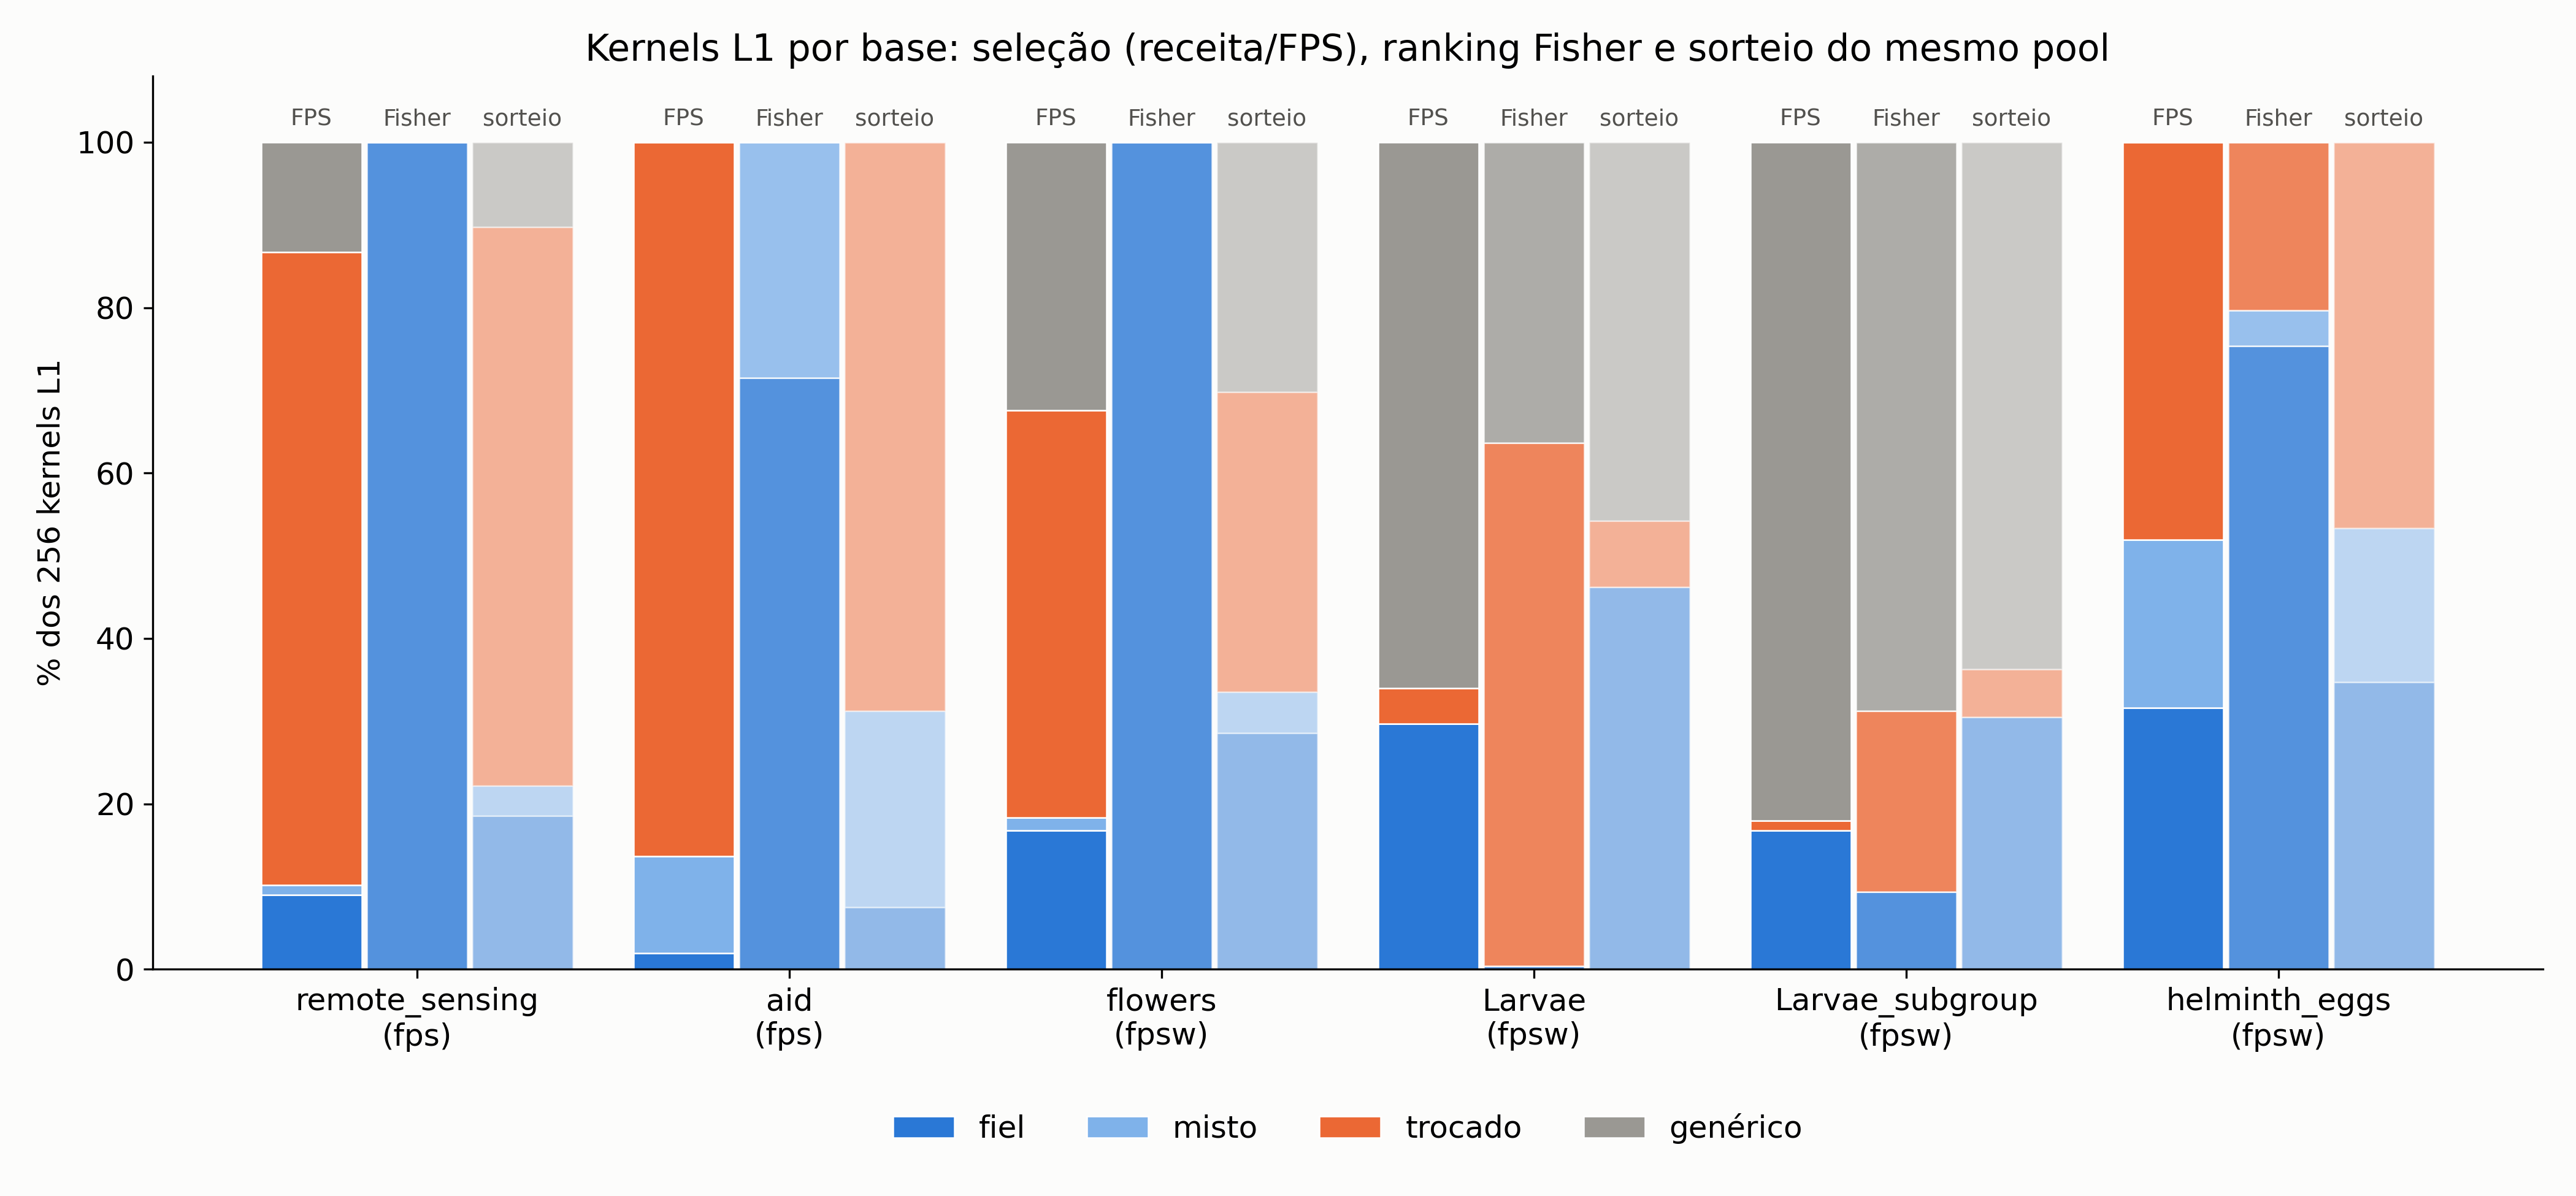 Kernels L1 por base: seleção (receita/FPS), ranking Fisher e sorteio do mesmo pool
FPS Fisher sorteio FPS Fisher sorteio FPS Fisher sorteio FPS Fisher sorteio FPS Fisher sorteio FPS Fisher sorteio
% dos 256 kernels L1
100
80
60
40
20
0
remote_sensing
(fps)
aid
(fps)
flowers
(fpsw)
Larvae
(fpsw)
Larvae_subgroup
(fpsw)
helminth_eggs
(fpsw)
fiel misto trocado genérico